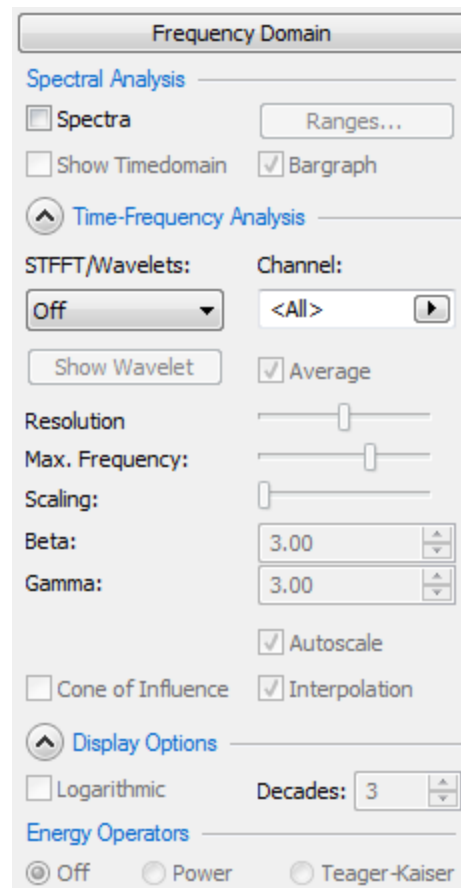 Frequency Domain
Spectral Analysis
Spectra Ranges...
Show Timedomain Bargraph
Time-Frequency Analysis
STFFT/Wavelets: Channel:
Off <All>
Show Wavelet Average
Resolution
Max. Frequency:
Scaling:
Beta: 3.00
Gamma: 3.00
Autoscale
Cone of Influence Interpolation
Display Options
Logarithmic Decades: 3
Energy Operators
Off Power Teager-Kaiser